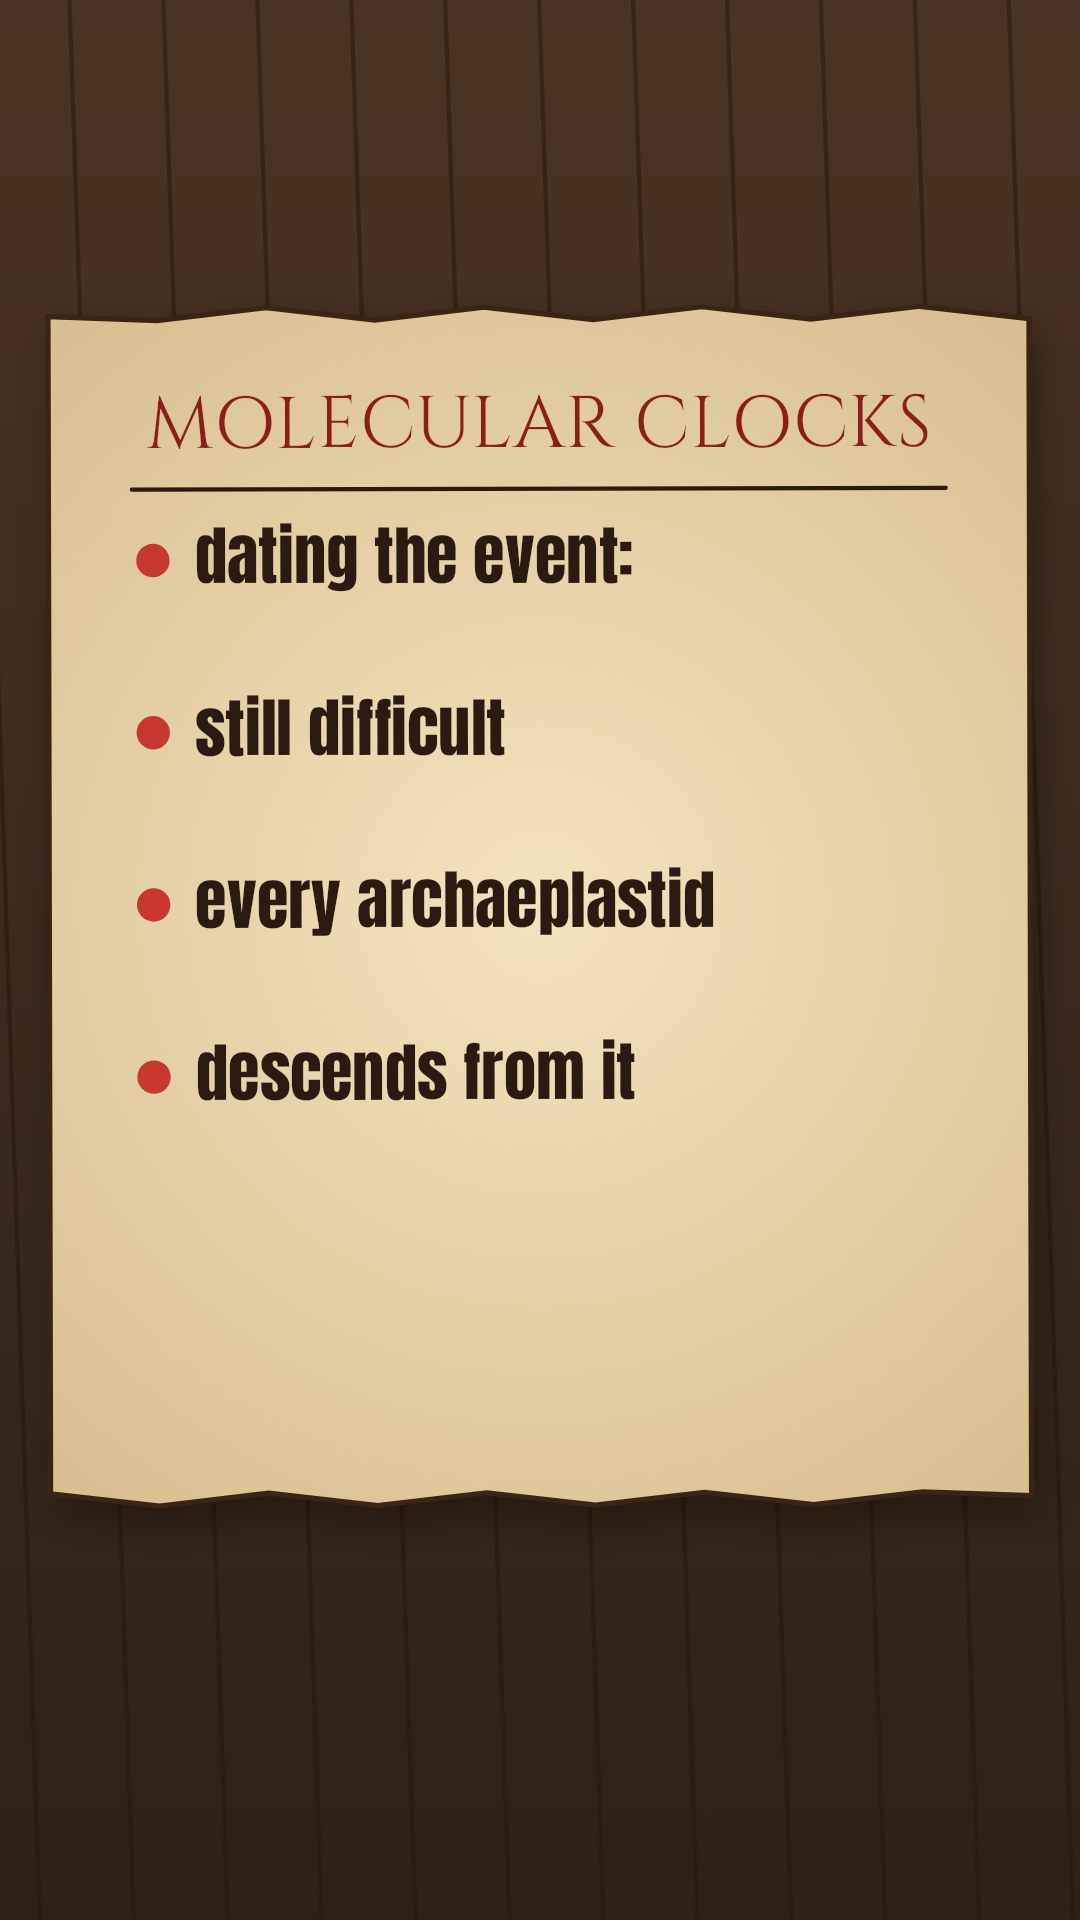 MOLECULAR CLOCKS
dating the event:
still difficult
every archaeplastid
descends from it